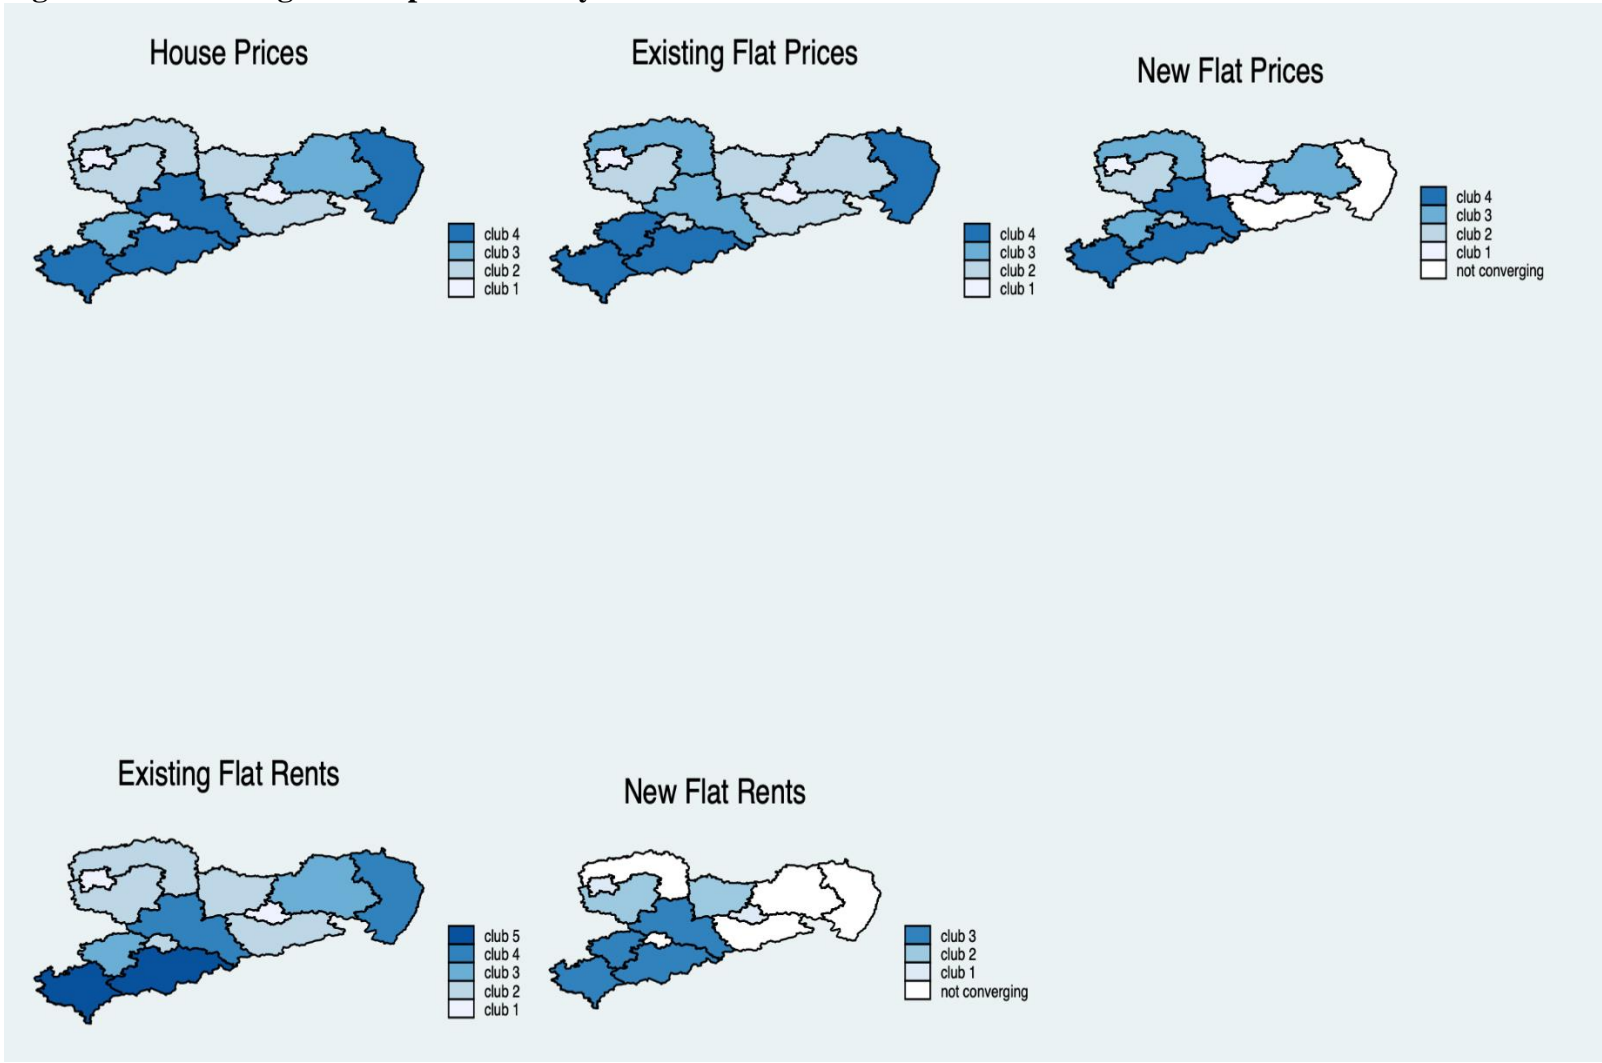 House Prices
club 4
club 3
club 2
club 1
Existing Flat Prices
club 4
club 3
club 2
club 1
New Flat Prices
club 4
club 3
club 2
club 1
not converging
Existing Flat Rents
club 5
club 4
club 3
club 2
club 1
New Flat Rents
club 3
club 2
club 1
not converging